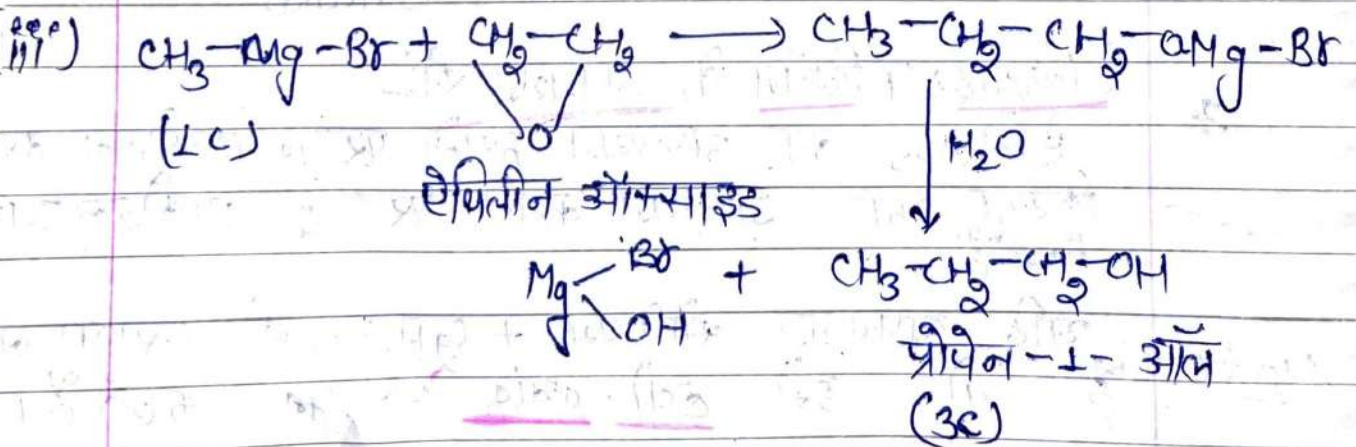 iii) CH3-Mg-Br + CH2-CH2 ⟶ CH3-CH2-CH2-OMg-Br
(1C) O H2O
ऐथिलीन ऑक्साइड
Mg Br + CH3-CH2-CH2-OH
OH
प्रोपेन-1-ऑल
(3C)